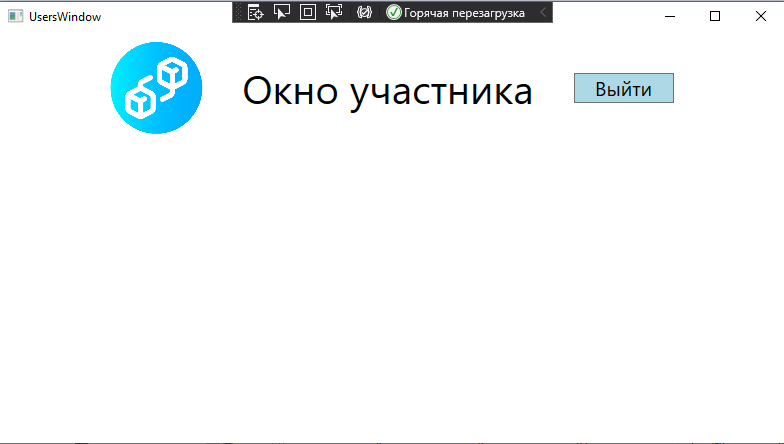 UsersWindow
Горячая перезагрузка
Окно участника
Выйти